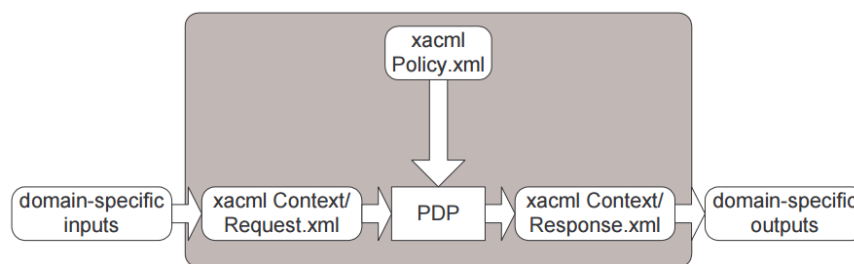 xacml
Policy.xml
domain-specific
inputs
xacml Context/
Request.xml
PDP
xacml Context/
Response.xml
domain-specific
outputs